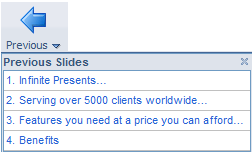 Previous
Previous Slides
1. Infinite Presents...
2. Serving over 5000 clients worldwide...
3. Features you need at a price you can afford...
4. Benefits